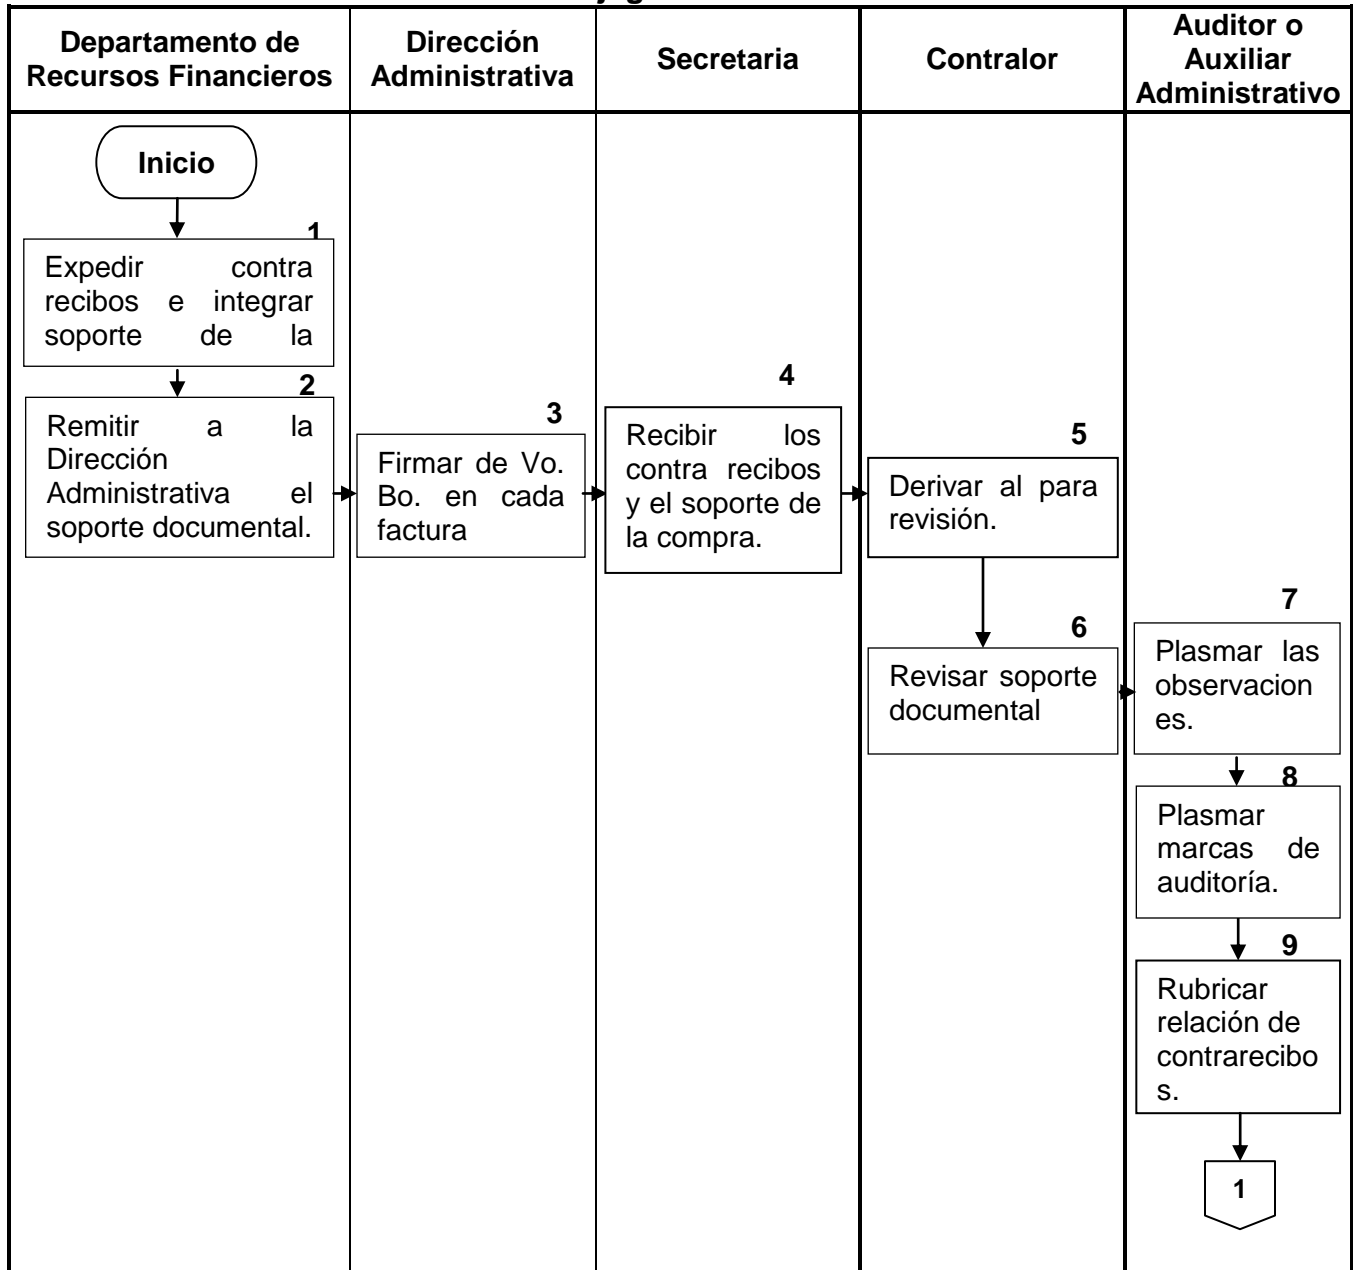 Departamento de
Recursos Financieros
Dirección
Administrativa
Secretaria
Contralor
Auditor o
Auxiliar
Administrativo
Inicio
1
Expedir contra
recibos e integrar
soporte de la
2
Remitir a la
Dirección
Administrativa el
soporte documental.
3
Firmar de Vo.
Bo. en cada
factura
4
Recibir los
contra recibos
y el soporte de
la compra.
5
Derivar al para
revisión.
6
Revisar soporte
documental
7
Plasmar las
observacion
es.
8
Plasmar
marcas de
auditoría.
9
Rubricar
relación de
contrarecibo
s.
1